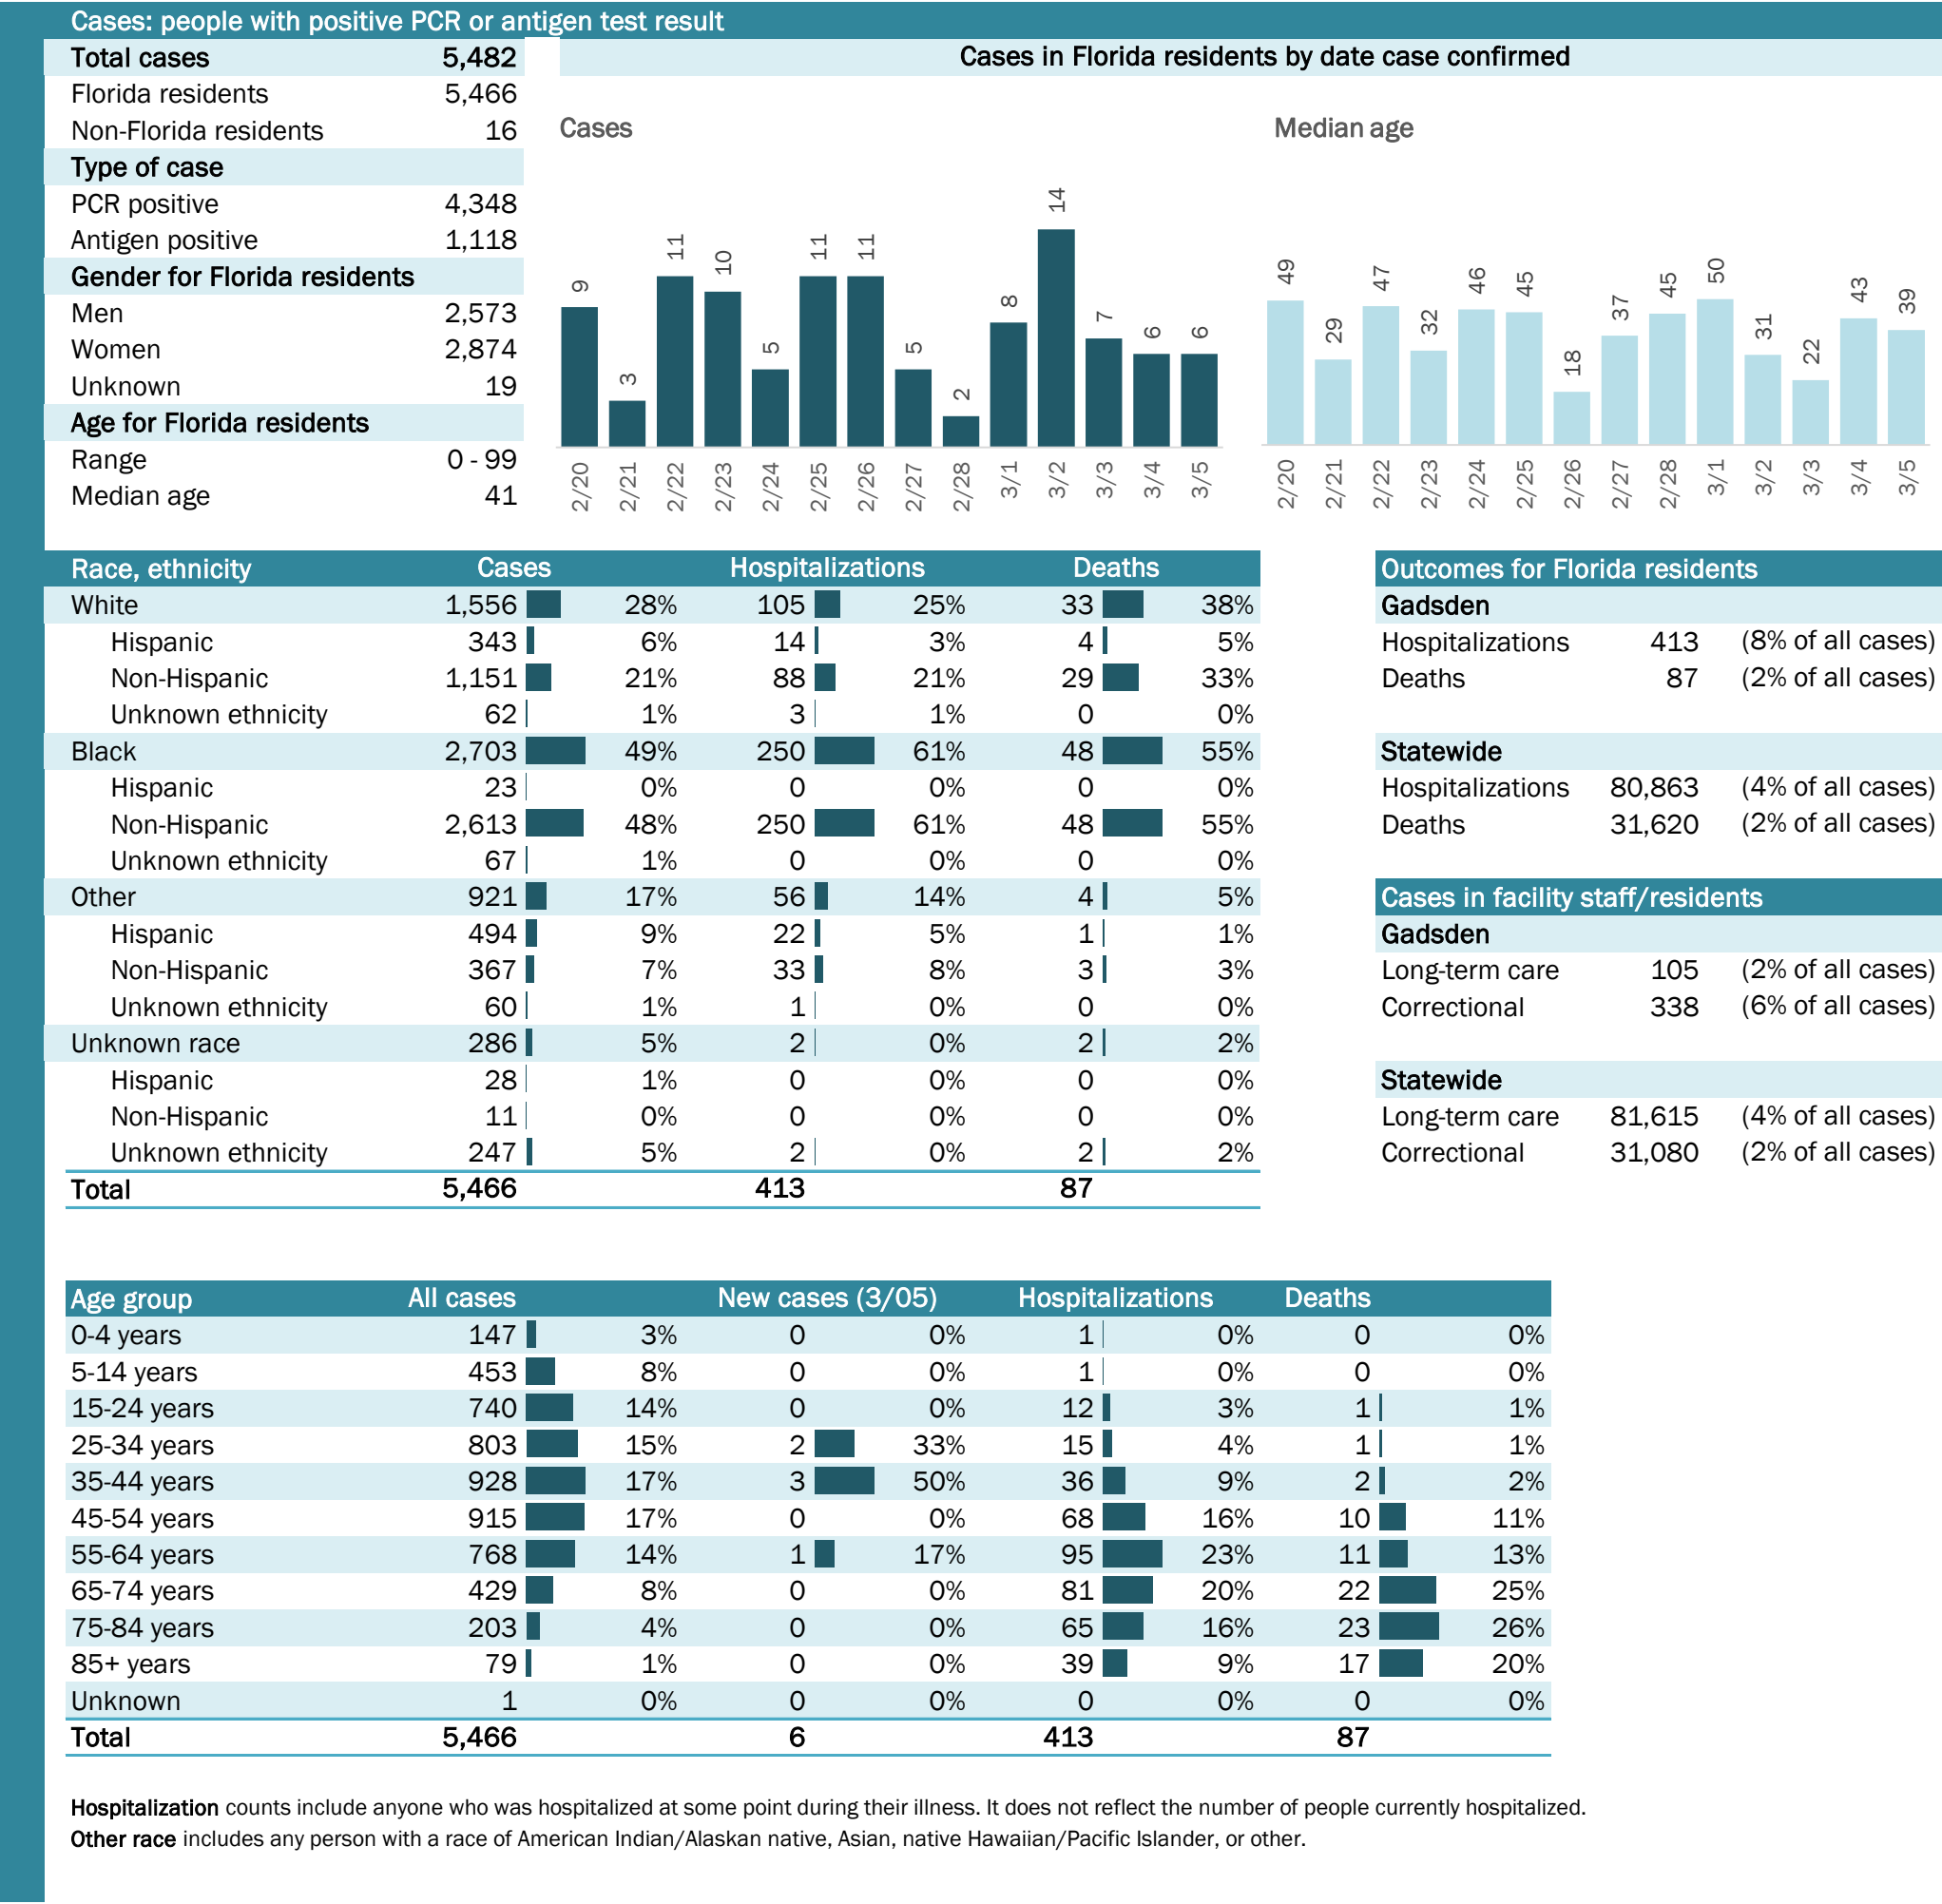 Cases: people with positive PCR or antigen test result
Total cases 5,482
Florida residents 5,466
Non-Florida residents 16
Type of case
PCR positive 4,348
Antigen positive 1,118
Gender for Florida residents
Men 2,573
Women 2,874
Unknown 19
Age for Florida residents
Range 0 - 99
Median age 41
Cases in Florida residents by date case confirmed
Cases
9 3 11 10 5 11 11 5 2 8 14 7 6 6
2/20 2/21 2/22 2/23 2/24 2/25 2/26 2/27 2/28 3/1 3/2 3/3 3/4 3/5
Median age
49 29 47 32 46 45 18 37 45 50 31 22 43 39
2/20 2/21 2/22 2/23 2/24 2/25 2/26 2/27 2/28 3/1 3/2 3/3 3/4 3/5
Race, ethnicity Cases Hospitalizations Deaths
White 1,556 28% 105 25% 33 38%
Hispanic 343 6% 14 3% 4 5%
Non-Hispanic 1,151 21% 88 21% 29 33%
Unknown ethnicity 62 1% 3 1% 0 0%
Black 2,703 49% 250 61% 48 55%
Hispanic 23 0% 0 0% 0 0%
Non-Hispanic 2,613 48% 250 61% 48 55%
Unknown ethnicity 67 1% 0 0% 0 0%
Other 921 17% 56 14% 4 5%
Hispanic 494 9% 22 5% 1 1%
Non-Hispanic 367 7% 33 8% 3 3%
Unknown ethnicity 60 1% 1 0% 0 0%
Unknown race 286 5% 2 0% 2 2%
Hispanic 28 1% 0 0% 0 0%
Non-Hispanic 11 0% 0 0% 0 0%
Unknown ethnicity 247 5% 2 0% 2 2%
Total 5,466 413 87
Outcomes for Florida residents
Gadsden
Hospitalizations 413 (8% of all cases)
Deaths 87 (2% of all cases)
Statewide
Hospitalizations 80,863 (4% of all cases)
Deaths 31,620 (2% of all cases)
Cases in facility staff/residents
Gadsden
Long-term care 105 (2% of all cases)
Correctional 338 (6% of all cases)
Statewide
Long-term care 81,615 (4% of all cases)
Correctional 31,080 (2% of all cases)
Age group All cases New cases (3/05) Hospitalizations Deaths
0-4 years 147 3% 0 0% 1 0% 0 0%
5-14 years 453 8% 0 0% 1 0% 0 0%
15-24 years 740 14% 0 0% 12 3% 1 1%
25-34 years 803 15% 2 33% 15 4% 1 1%
35-44 years 928 17% 3 50% 36 9% 2 2%
45-54 years 915 17% 0 0% 68 16% 10 11%
55-64 years 768 14% 1 17% 95 23% 11 13%
65-74 years 429 8% 0 0% 81 20% 22 25%
75-84 years 203 4% 0 0% 65 16% 23 26%
85+ years 79 1% 0 0% 39 9% 17 20%
Unknown 1 0% 0 0% 0 0% 0 0%
Total 5,466 6 413 87
Hospitalization counts include anyone who was hospitalized at some point during their illness. It does not reflect the number of people currently hospitalized.
Other race includes any person with a race of American Indian/Alaskan native, Asian, native Hawaiian/Pacific Islander, or other.